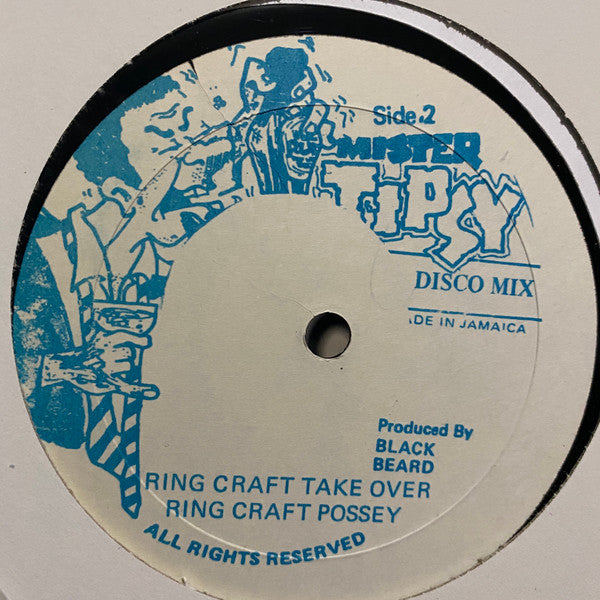 Side.2
MISTER
TIPSY
DISCO MIX
DE IN JAMAICA
Produced By
BLACK
BEARD
RING CRAFT TAKE OVER
RING CRAFT POSSEY
ALL RIGHTS RESERVED